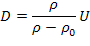 D = ρ / (ρ − ρ₀) U